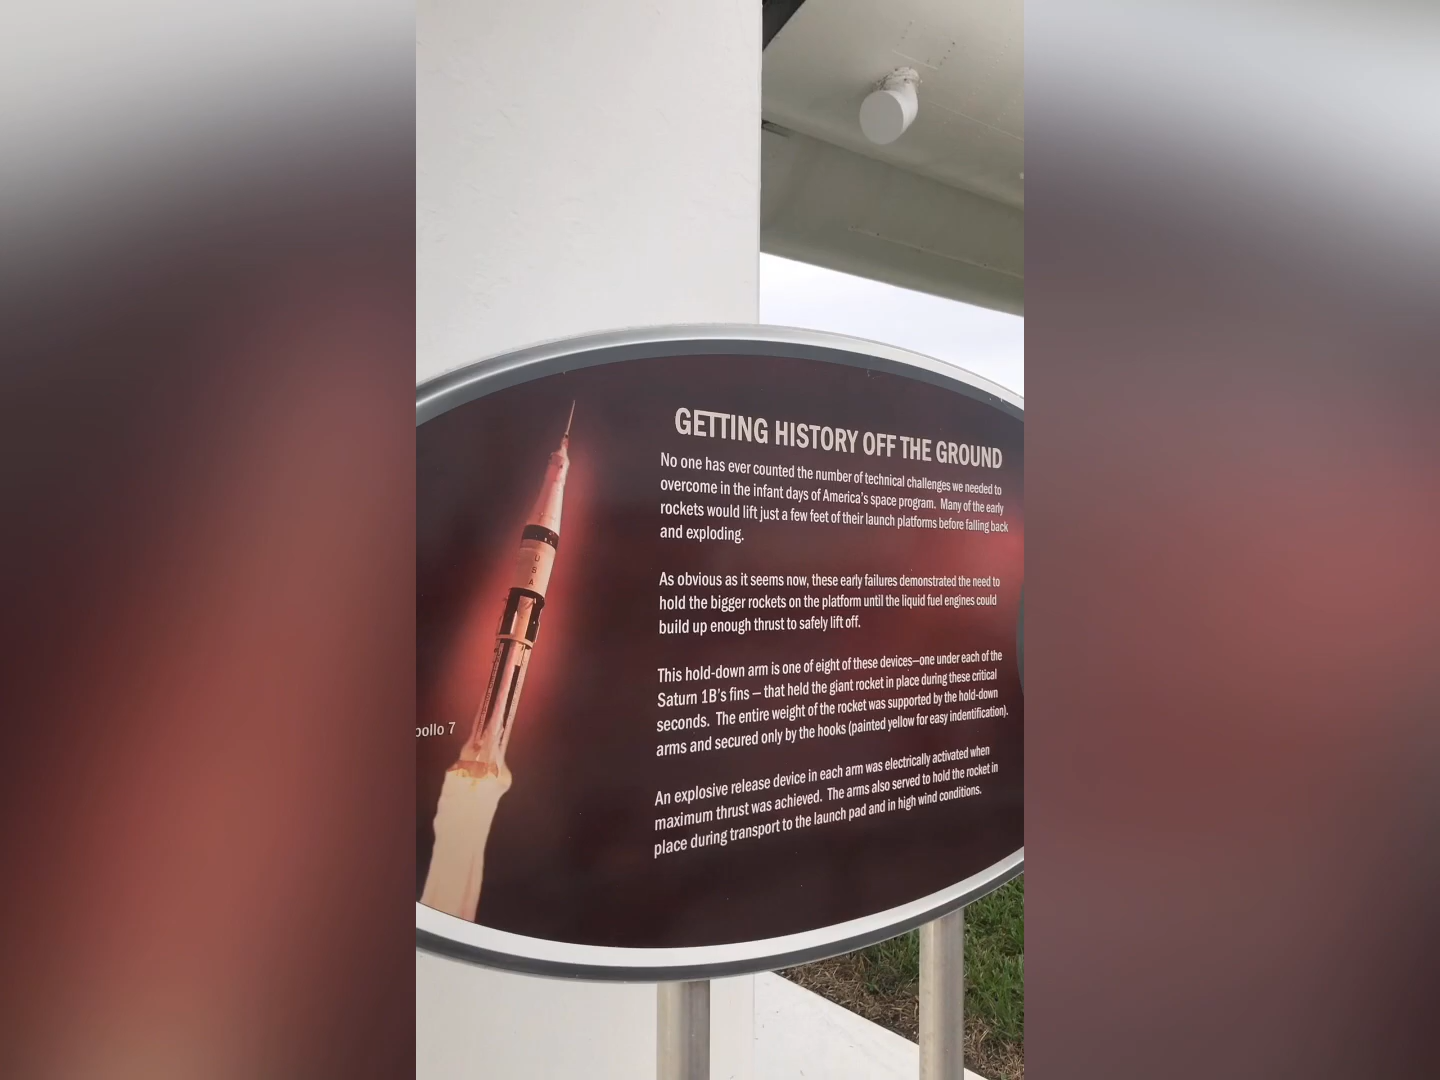 GETTING HISTORY OFF THE GROUND
No one has ever counted the number of technical challenges we needed to
overcome in the infant days of America's space program. Many of the early
rockets would lift just a few feet of their launch platforms before falling back
and exploding.
As obvious as it seems now, these early failures demonstrated the need to
hold the bigger rockets on the platform until the liquid fuel engines could
build up enough thrust to safely lift off.
This hold-down arm is one of eight of these devices—one under each of the
Saturn 1B's fins — that held the giant rocket in place during these critical
seconds. The entire weight of the rocket was supported by the hold-down
arms and secured only by the hooks (painted yellow for easy indentification).
An explosive release device in each arm was electrically activated when
maximum thrust was achieved. The arms also served to hold the rocket in
place during transport to the launch pad and in high wind conditions.
pollo 7
U
S
A